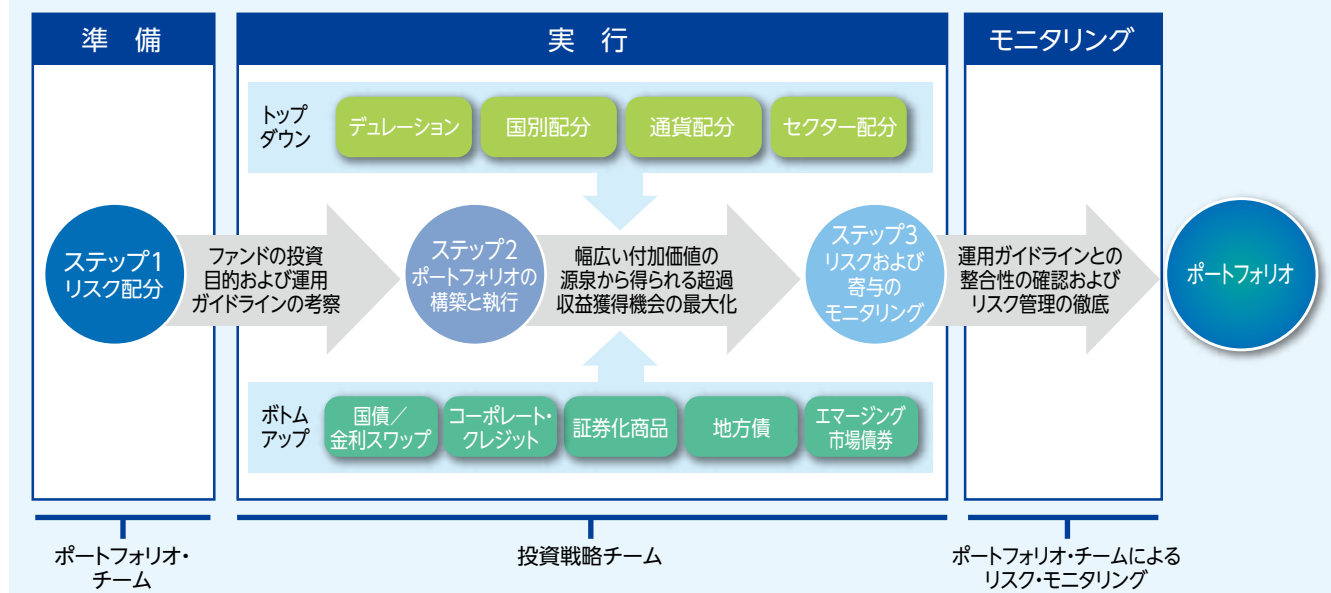 準　備
実　行
モニタリング
トップ
ダウン
デュレーション
国別配分
通貨配分
セクター配分
ステップ1
リスク配分
ファンドの投資
目的および運用
ガイドラインの考察
ステップ2
ポートフォリオの
構築と執行
幅広い付加価値の
源泉から得られる超過
収益獲得機会の最大化
ステップ3
リスクおよび
寄与の
モニタリング
運用ガイドラインとの
整合性の確認および
リスク管理の徹底
ポートフォリオ
ボトム
アップ
国債／
金利スワップ
コーポレート・
クレジット
証券化商品
地方債
エマージング
市場債券
ポートフォリオ・
チーム
投資戦略チーム
ポートフォリオ・チームによる
リスク・モニタリング